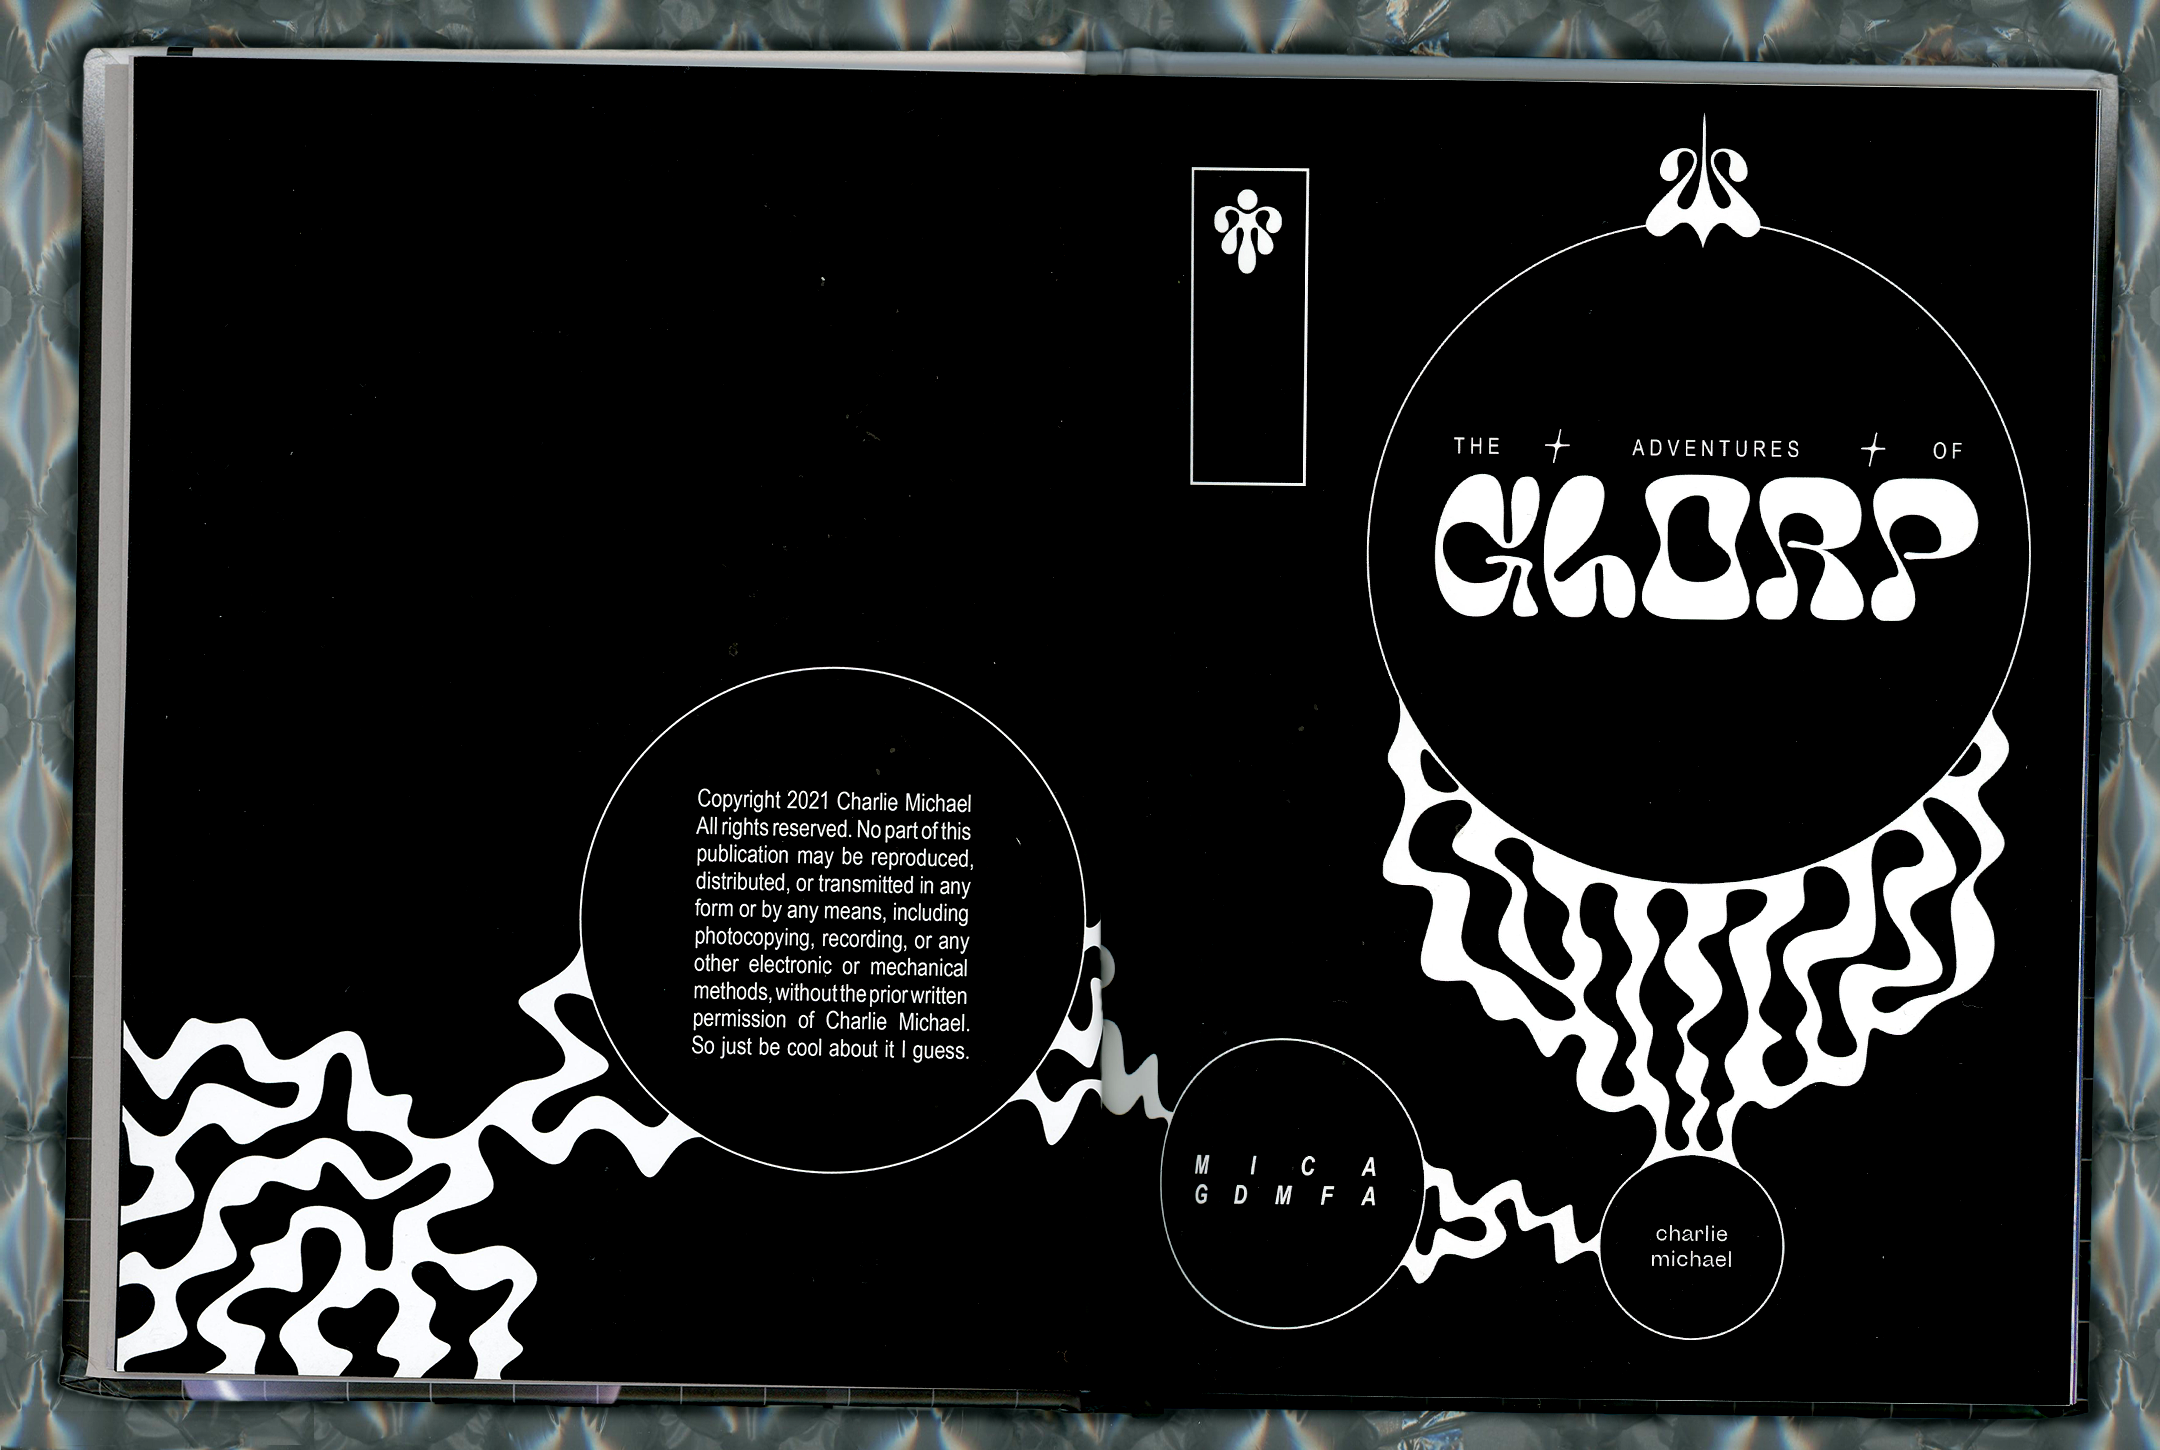 Copyright 2021 Charlie Michael
All rights reserved. No part of this
publication may be reproduced,
distributed, or transmitted in any
form or by any means, including
photocopying, recording, or any
other electronic or mechanical
methods, without the prior written
permission of Charlie Michael.
So just be cool about it I guess.
THE ADVENTURES OF
GLORP
MICA
GDMFA
charlie
michael